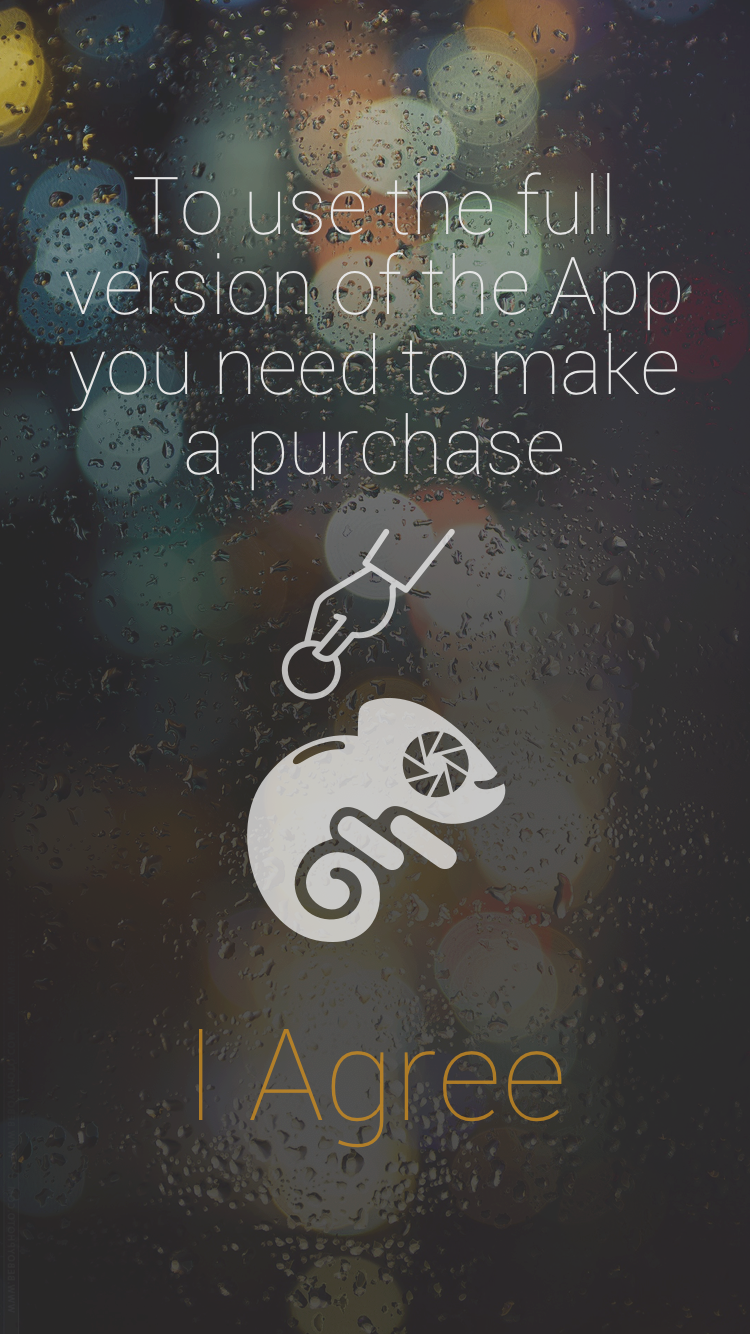 To use the full
version of the App
you need to make
a purchase
I Agree